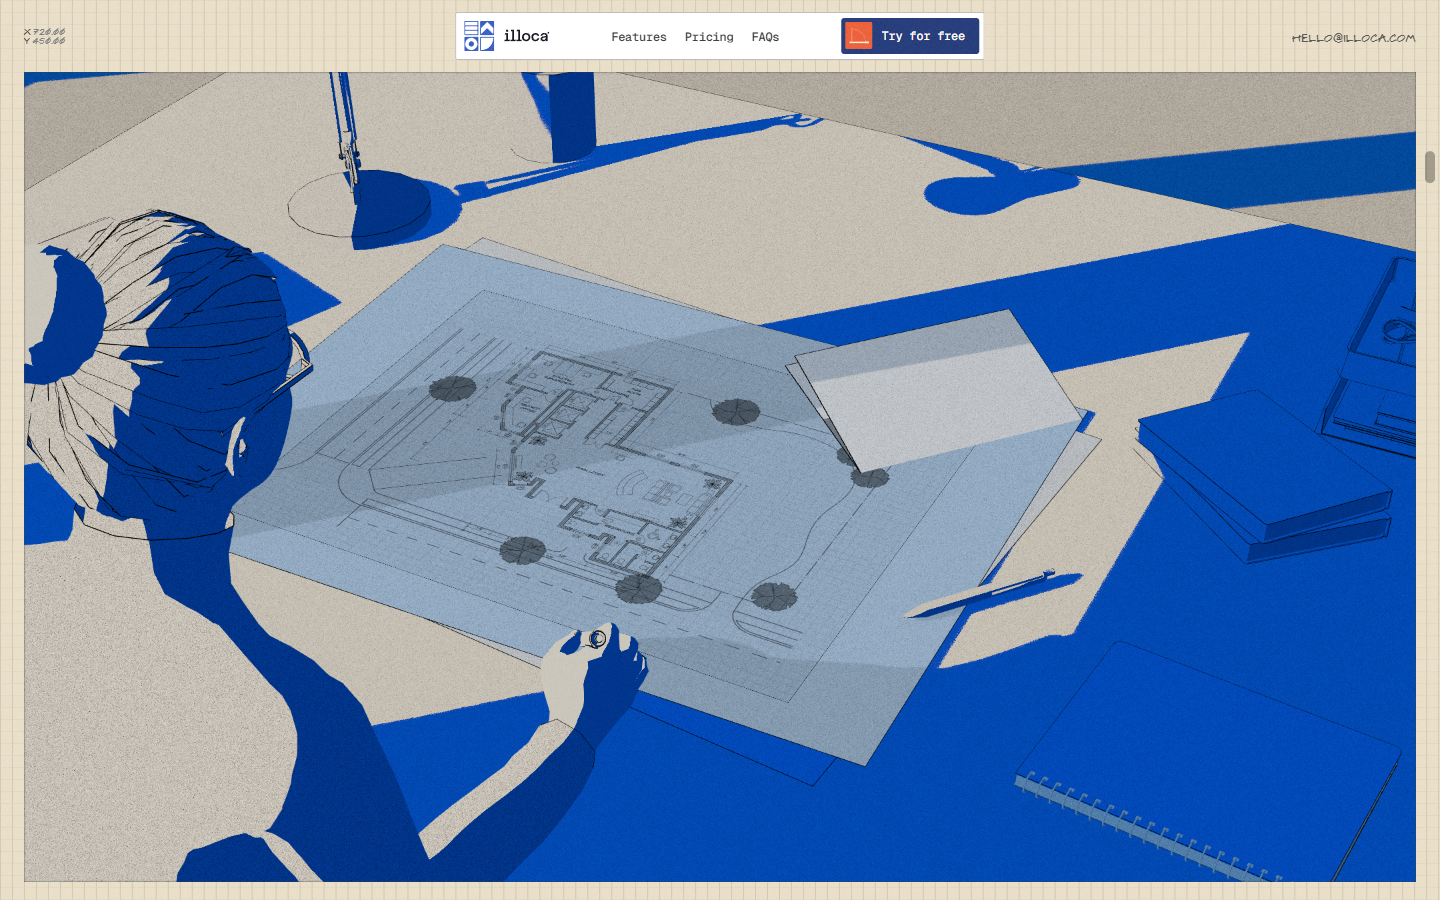 X 720.00
Y 450.00
illoca
Features
Pricing
FAQs
Try for free
HELLO@ILLOCA.COM